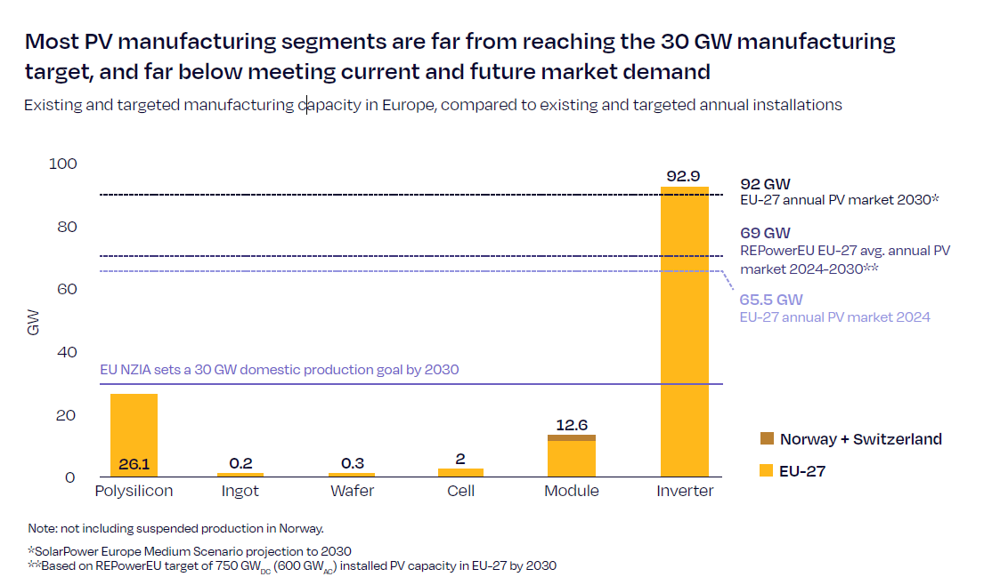 Most PV manufacturing segments are far from reaching the 30 GW manufacturing
target, and far below meeting current and future market demand
Existing and targeted manufacturing capacity in Europe, compared to existing and targeted annual installations
100
80
60
40
20
0
GW
92.9
92 GW
EU-27 annual PV market 2030*
69 GW
REPowerEU EU-27 avg. annual PV
market 2024-2030**
65.5 GW
EU-27 annual PV market 2024
EU NZIA sets a 30 GW domestic production goal by 2030
26.1
0.2
0.3
2
12.6
Polysilicon
Ingot
Wafer
Cell
Module
Inverter
Norway + Switzerland
EU-27
Note: not including suspended production in Norway.
*SolarPower Europe Medium Scenario projection to 2030
**Based on REPowerEU target of 750 GWDC (600 GWAC) installed PV capacity in EU-27 by 2030